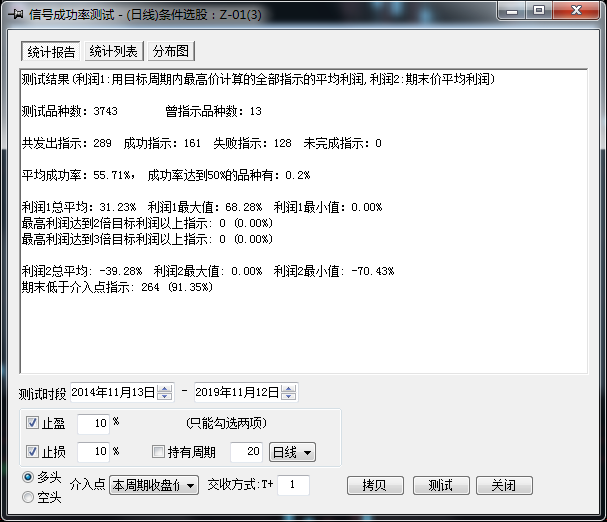 信号成功率测试 - (日线)条件选股：Z-01(3)
统计报告 统计列表 分布图
测试结果(利润1:用目标周期内最高价计算的全部指示的平均利润,利润2:期末价平均利润)
测试品种数：3743 曾指示品种数：13
共发出指示：289 成功指示：161 失败指示：128 未完成指示：0
平均成功率：55.71%， 成功率达到50%的品种有：0.2%
利润1总平均：31.23% 利润1最大值：68.28% 利润1最小值：0.00%
最高利润达到2倍目标利润以上指示: 0 (0.00%)
最高利润达到3倍目标利润以上指示: 0 (0.00%)
利润2总平均: -39.28% 利润2最大值: 0.00% 利润2最小值: -70.43%
期末低于介入点指示: 264 (91.35%)
测试时段 2014年11月13日 - 2019年11月12日
止盈 10 % (只能勾选两项)
止损 10 % 持有周期 20 日线
多头
空头
介入点 本周期收盘价 交收方式:T+ 1 拷贝 测试 关闭